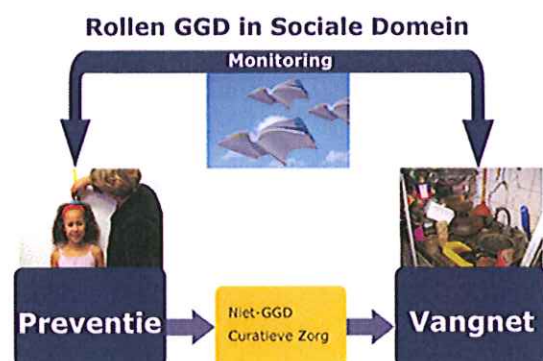 Rollen GGD in Sociale Domein
Monitoring
Preventie
Niet-GGD
Curatieve Zorg
Vangnet